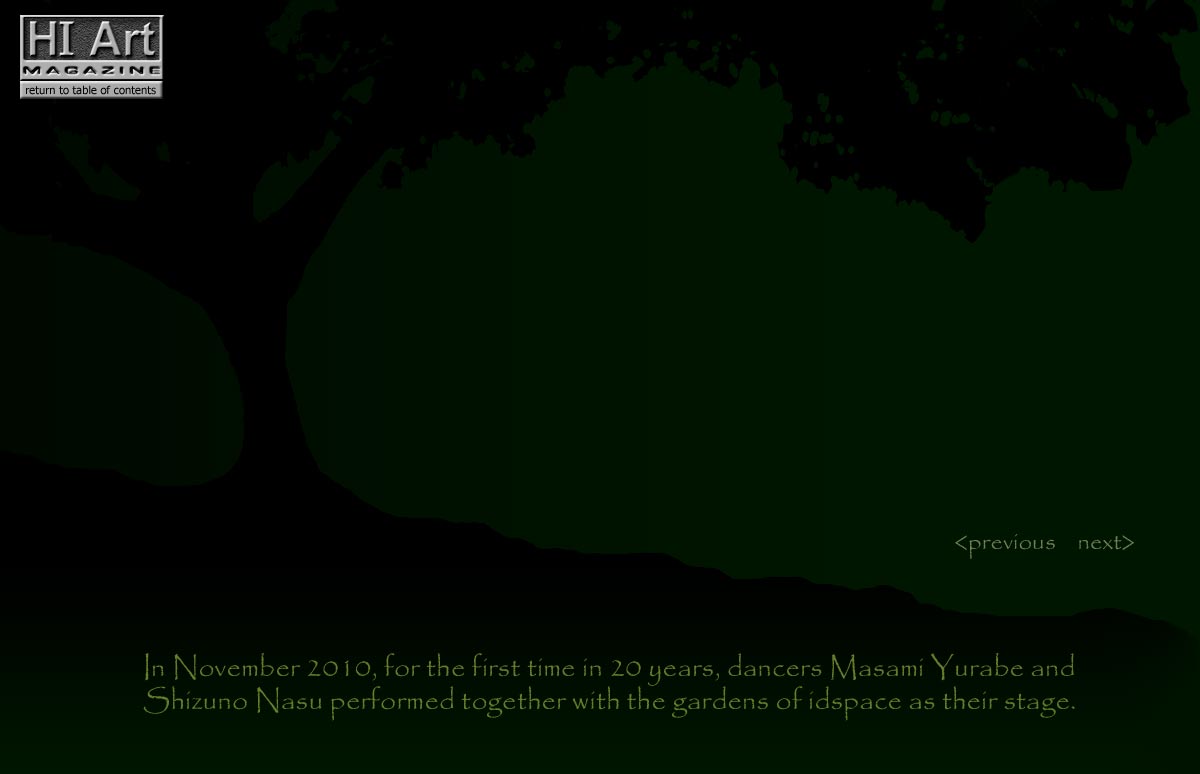 HI Art
MAGAZINE
return to table of contents
<previous next>
In November 2010, for the first time in 20 years, dancers Masami Yurabe and
Shizuno Nasu performed together with the gardens of idspace as their stage.